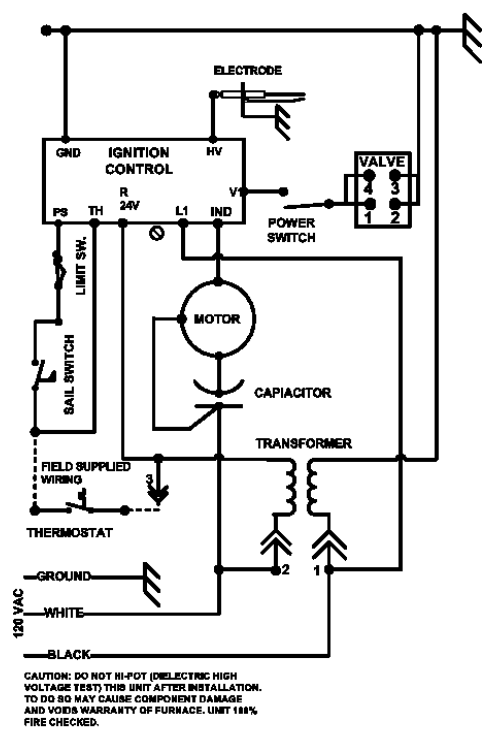 ELECTRODE
GND
IGNITION
CONTROL
HV
VALVE
4 3
1 2
R
24V
V1
PS
TH
L1
IND
POWER
SWITCH
LIMIT SW.
MOTOR
SAIL SWITCH
CAPIACITOR
TRANSFORMER
FIELD SUPPLIED
WIRING
3
THERMOSTAT
2
1
GROUND
120 VAC
WHITE
BLACK
CAUTION: DO NOT HI-POT (DIELECTRIC HIGH
VOLTAGE TEST) THIS UNIT AFTER INSTALLATION.
TO DO SO MAY CAUSE COMPONENT DAMAGE
AND VOIDS WARRANTY OF FURNACE. UNIT 100%
FIRE CHECKED.